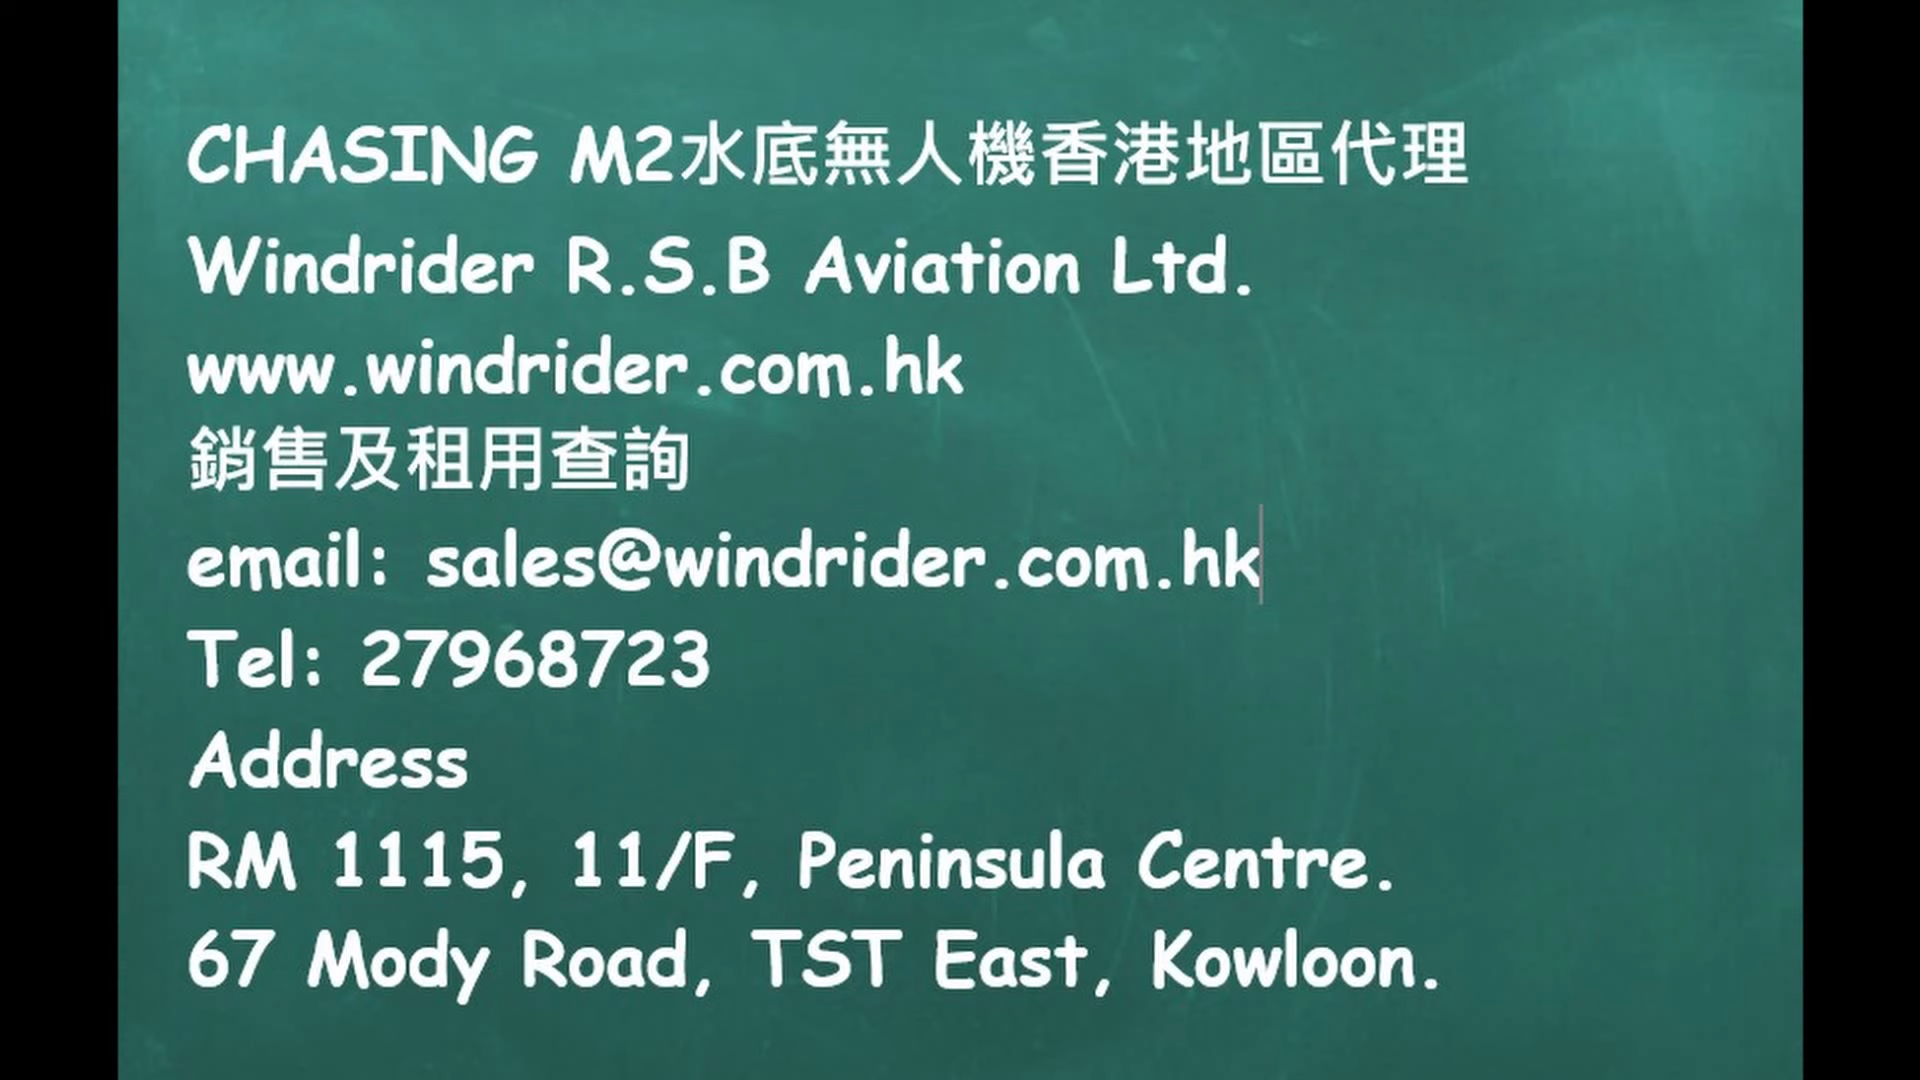 CHASING M2水底無人機香港地區代理
Windrider R.S.B Aviation Ltd.
www.windrider.com.hk
銷售及租用查詢
email: sales@windrider.com.hk
Tel: 27968723
Address
RM 1115, 11/F, Peninsula Centre.
67 Mody Road, TST East, Kowloon.